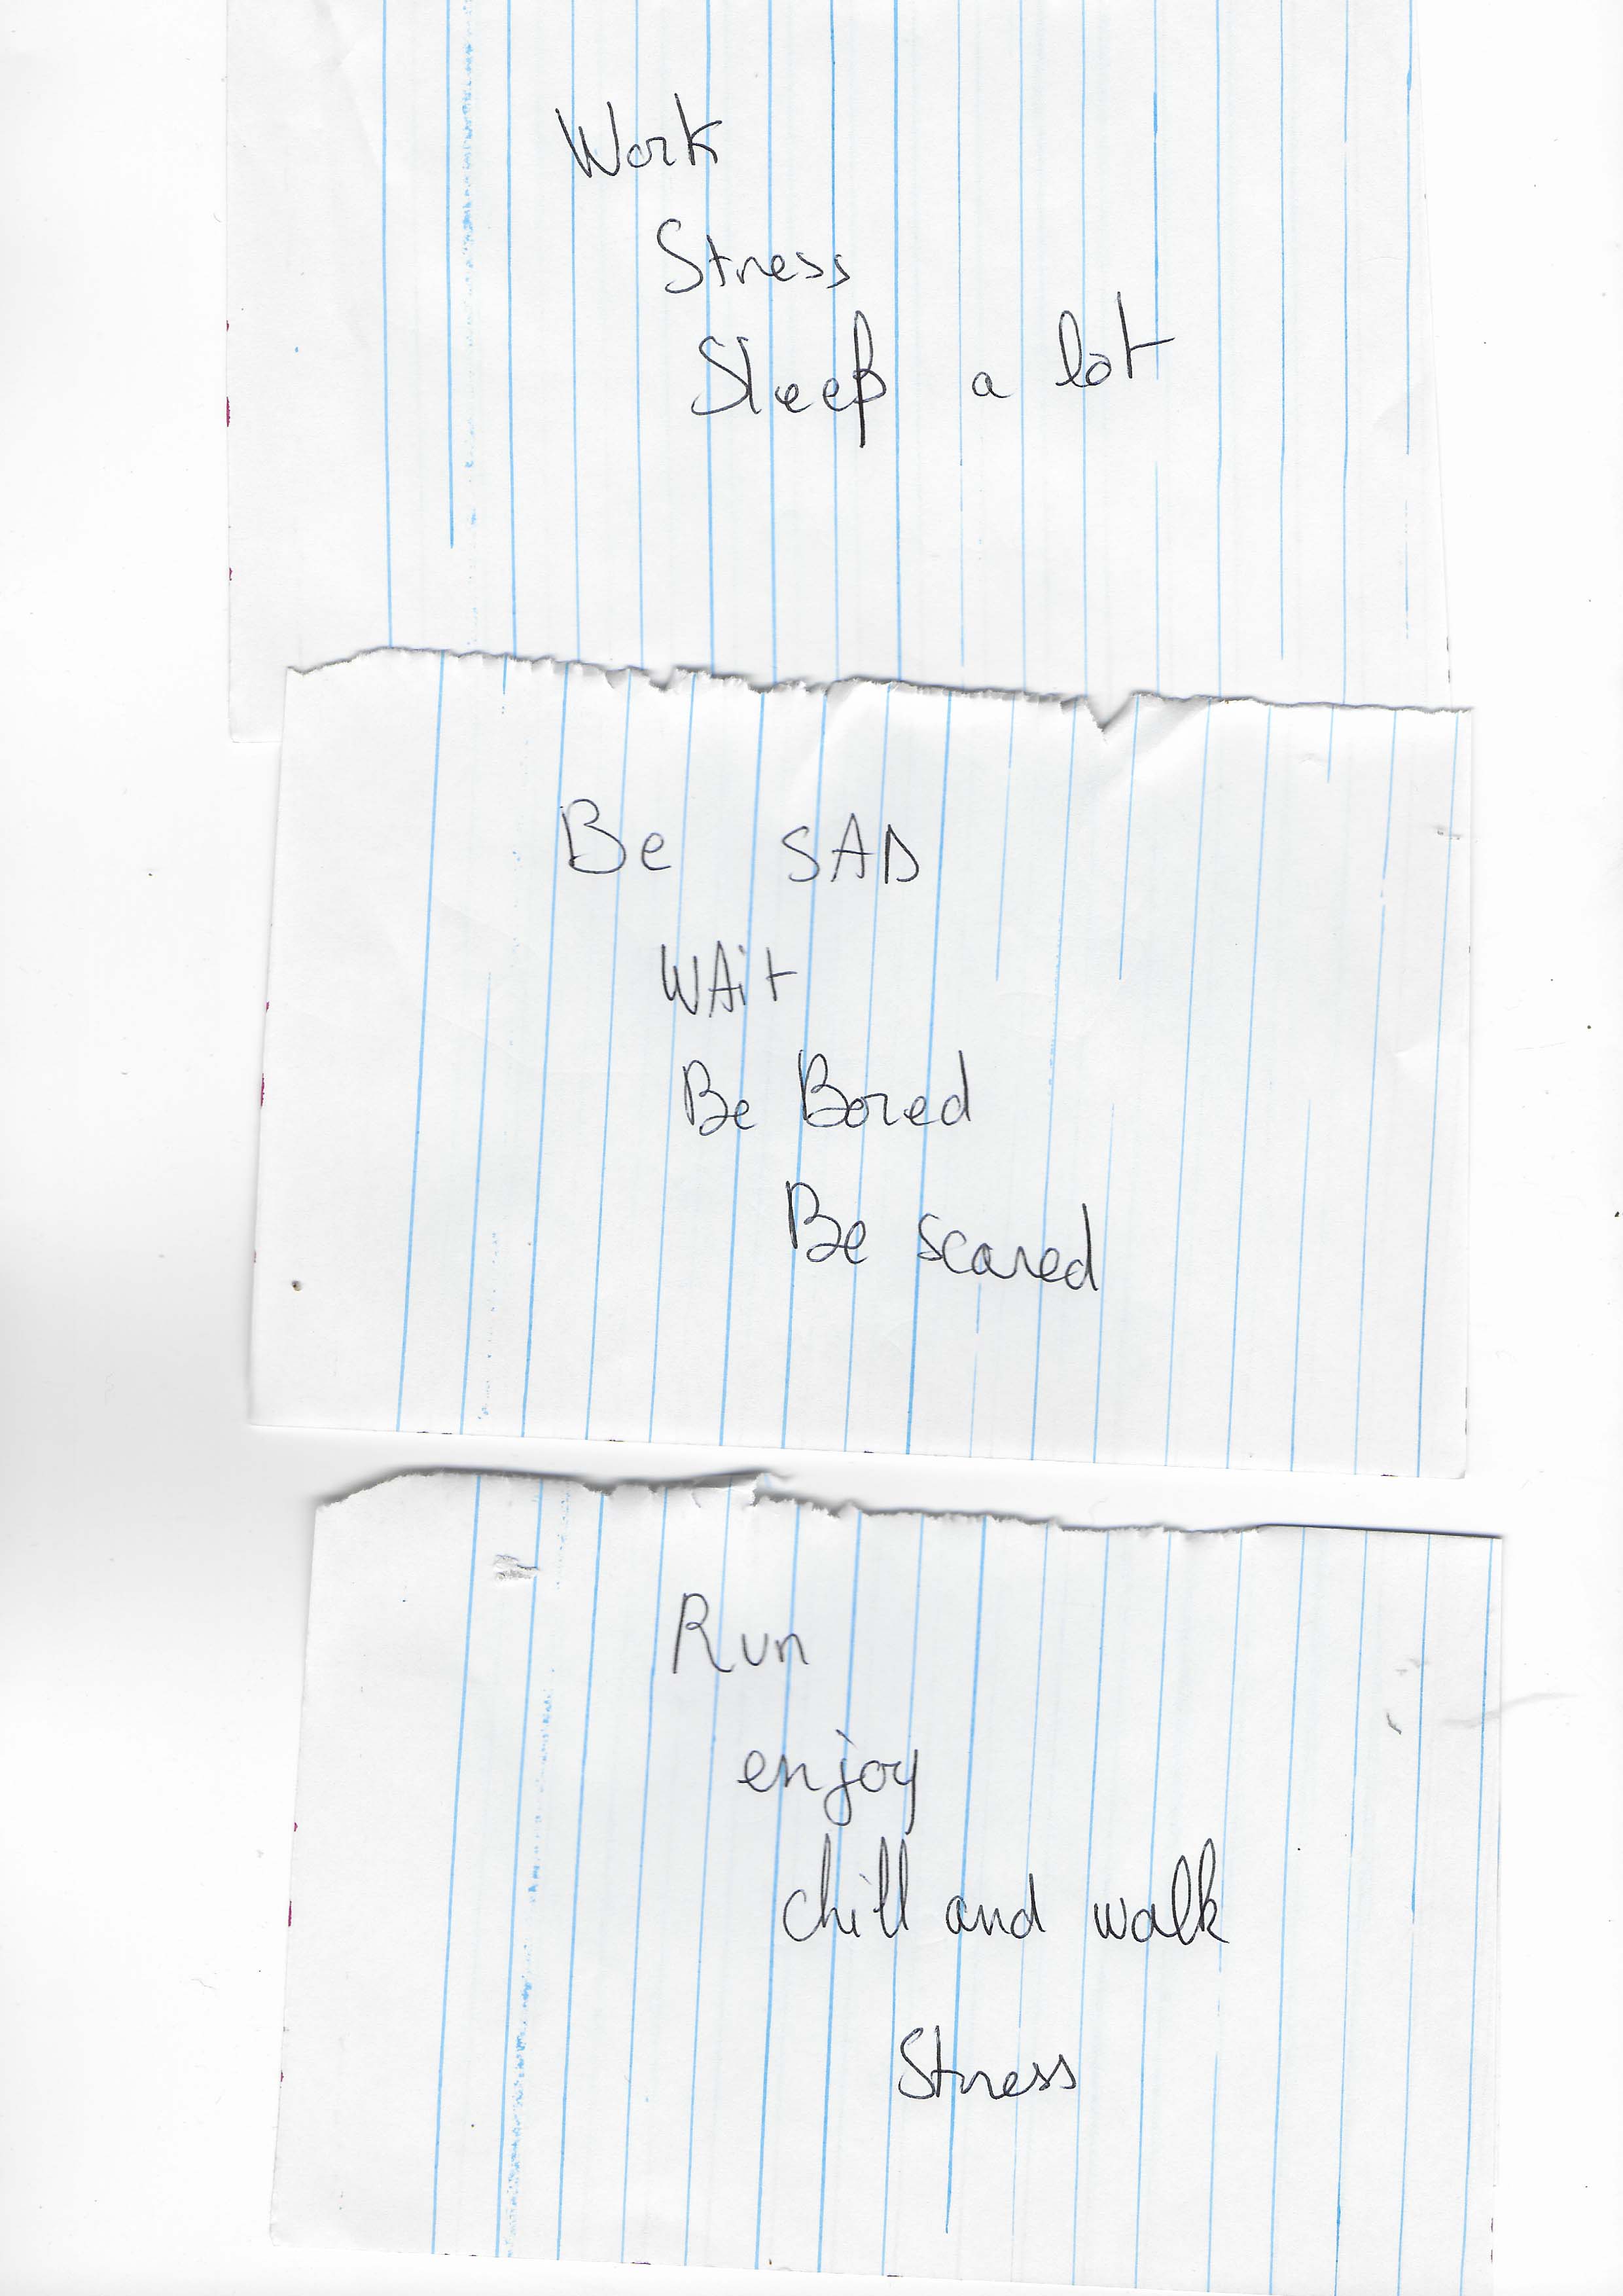 Work
Stress
Sleep a lot
Be SAD
WAit
Be Bored
Be scared
Run
enjoy
chill and walk
Stress